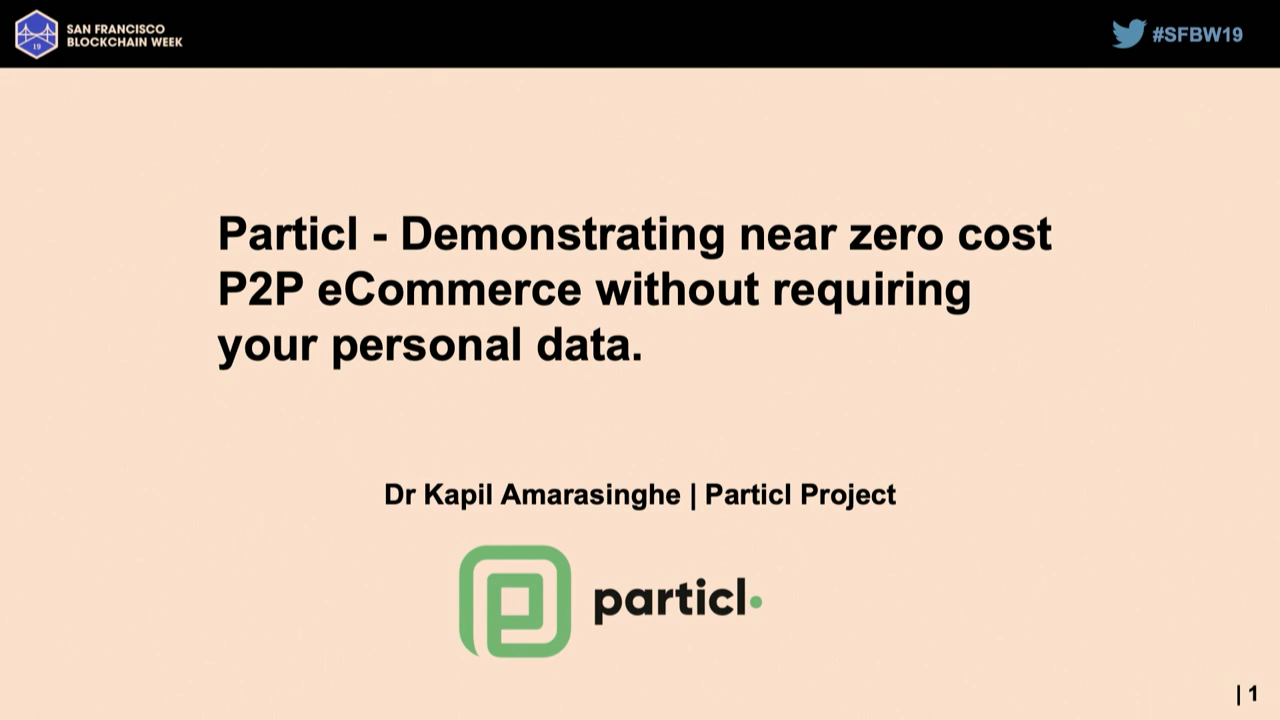 SAN FRANCISCO
BLOCKCHAIN WEEK
19
#SFBW19
Particl - Demonstrating near zero cost
P2P eCommerce without requiring
your personal data.
Dr Kapil Amarasinghe | Particl Project
particl
| 1